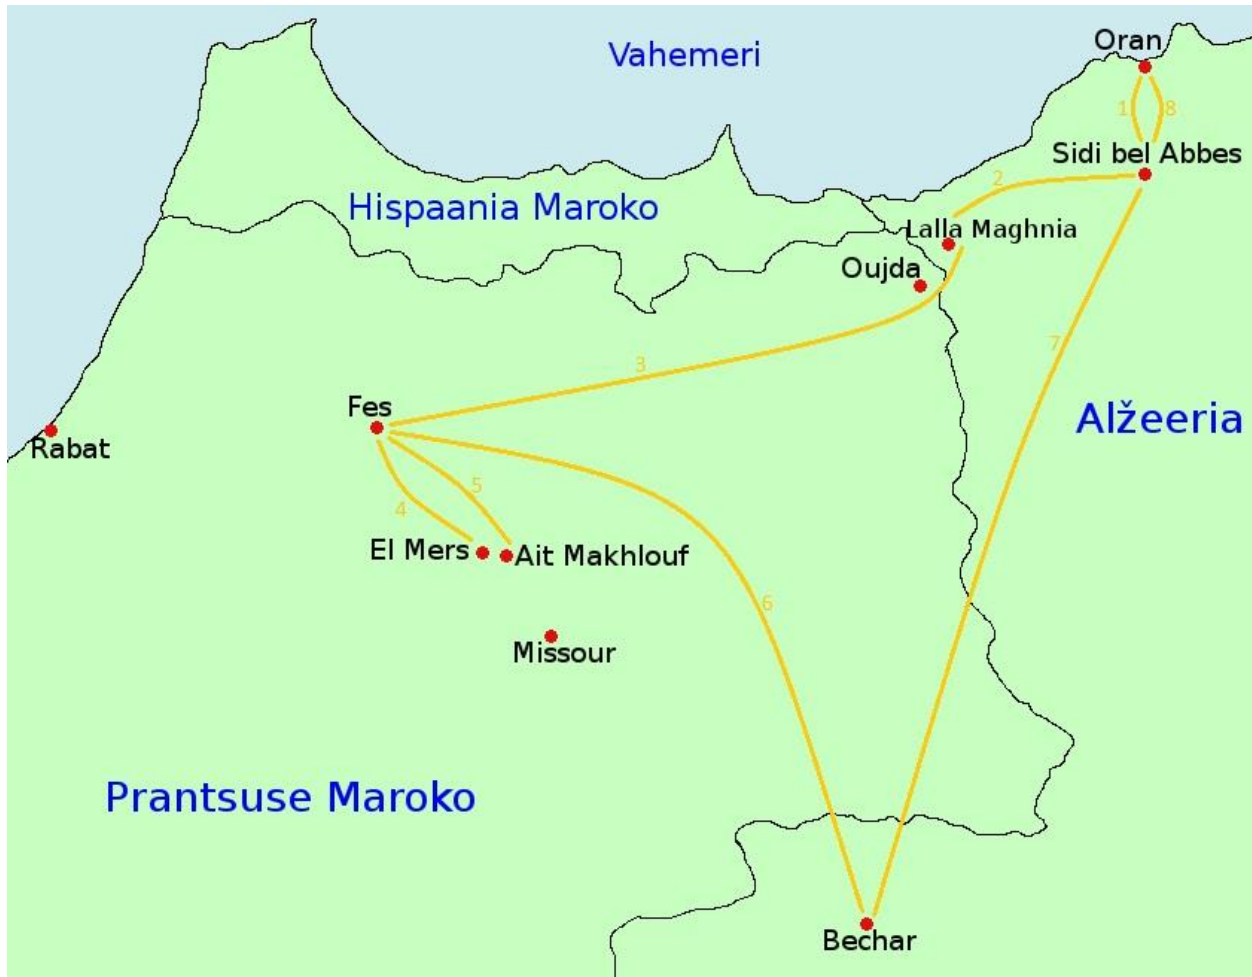 Oran
Vahemeri
1
8
Sidi bel Abbes
2
Hispaania Maroko
Lalla Maghnia
Oujda
7
3
Fes
Alžeeria
Rabat
5
4
El Mers
Ait Makhlouf
6
Missour
Prantsuse Maroko
Bechar